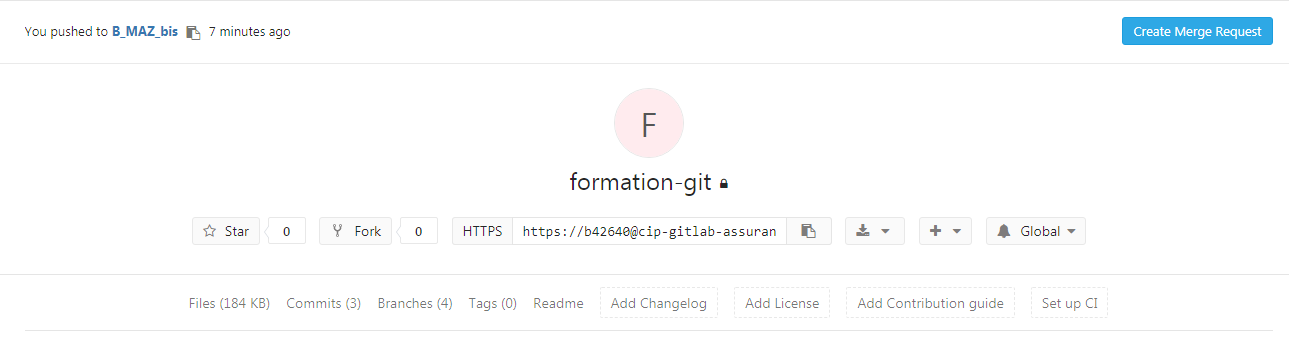 You pushed to B_MAZ_bis 7 minutes ago Create Merge Request
F
formation-git
Star 0 Fork 0 HTTPS https://b42640@cip-gitlab-assuran Global
Files (184 KB) Commits (3) Branches (4) Tags (0) Readme Add Changelog Add License Add Contribution guide Set up CI